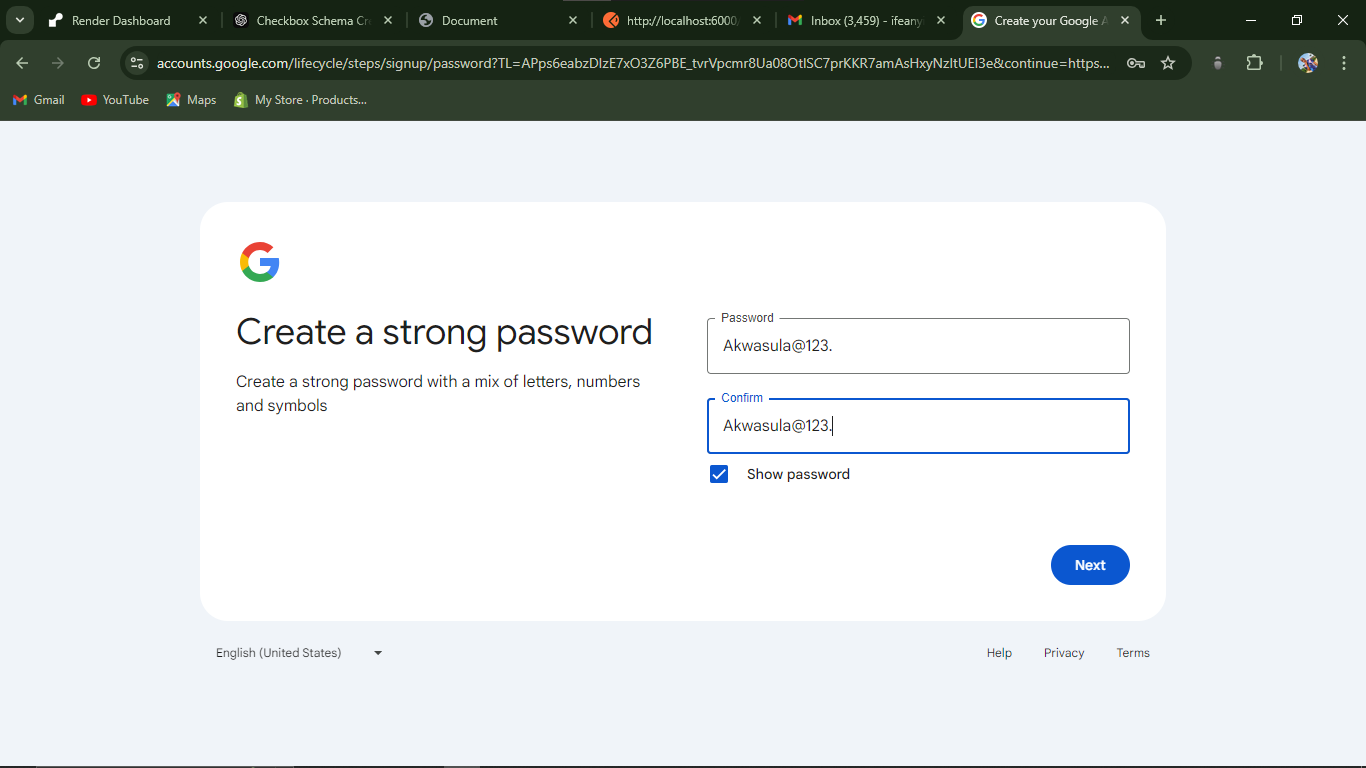 Render Dashboard
Checkbox Schema Cr
Document
http://localhost:6000/
Inbox (3,459) - ifeany
Create your Google A
accounts.google.com/lifecycle/steps/signup/password?TL=APps6eabzDIzE7xO3Z6PBE_tvrVpcmr8Ua08OtlSC7prKKR7amAsHxyNzltUEl3e&continue=https...
Gmail
YouTube
Maps
My Store · Products...
Create a strong password
Create a strong password with a mix of letters, numbers
and symbols
Password
Akwasula@123.
Confirm
Akwasula@123.
Show password
Next
English (United States)
Help
Privacy
Terms